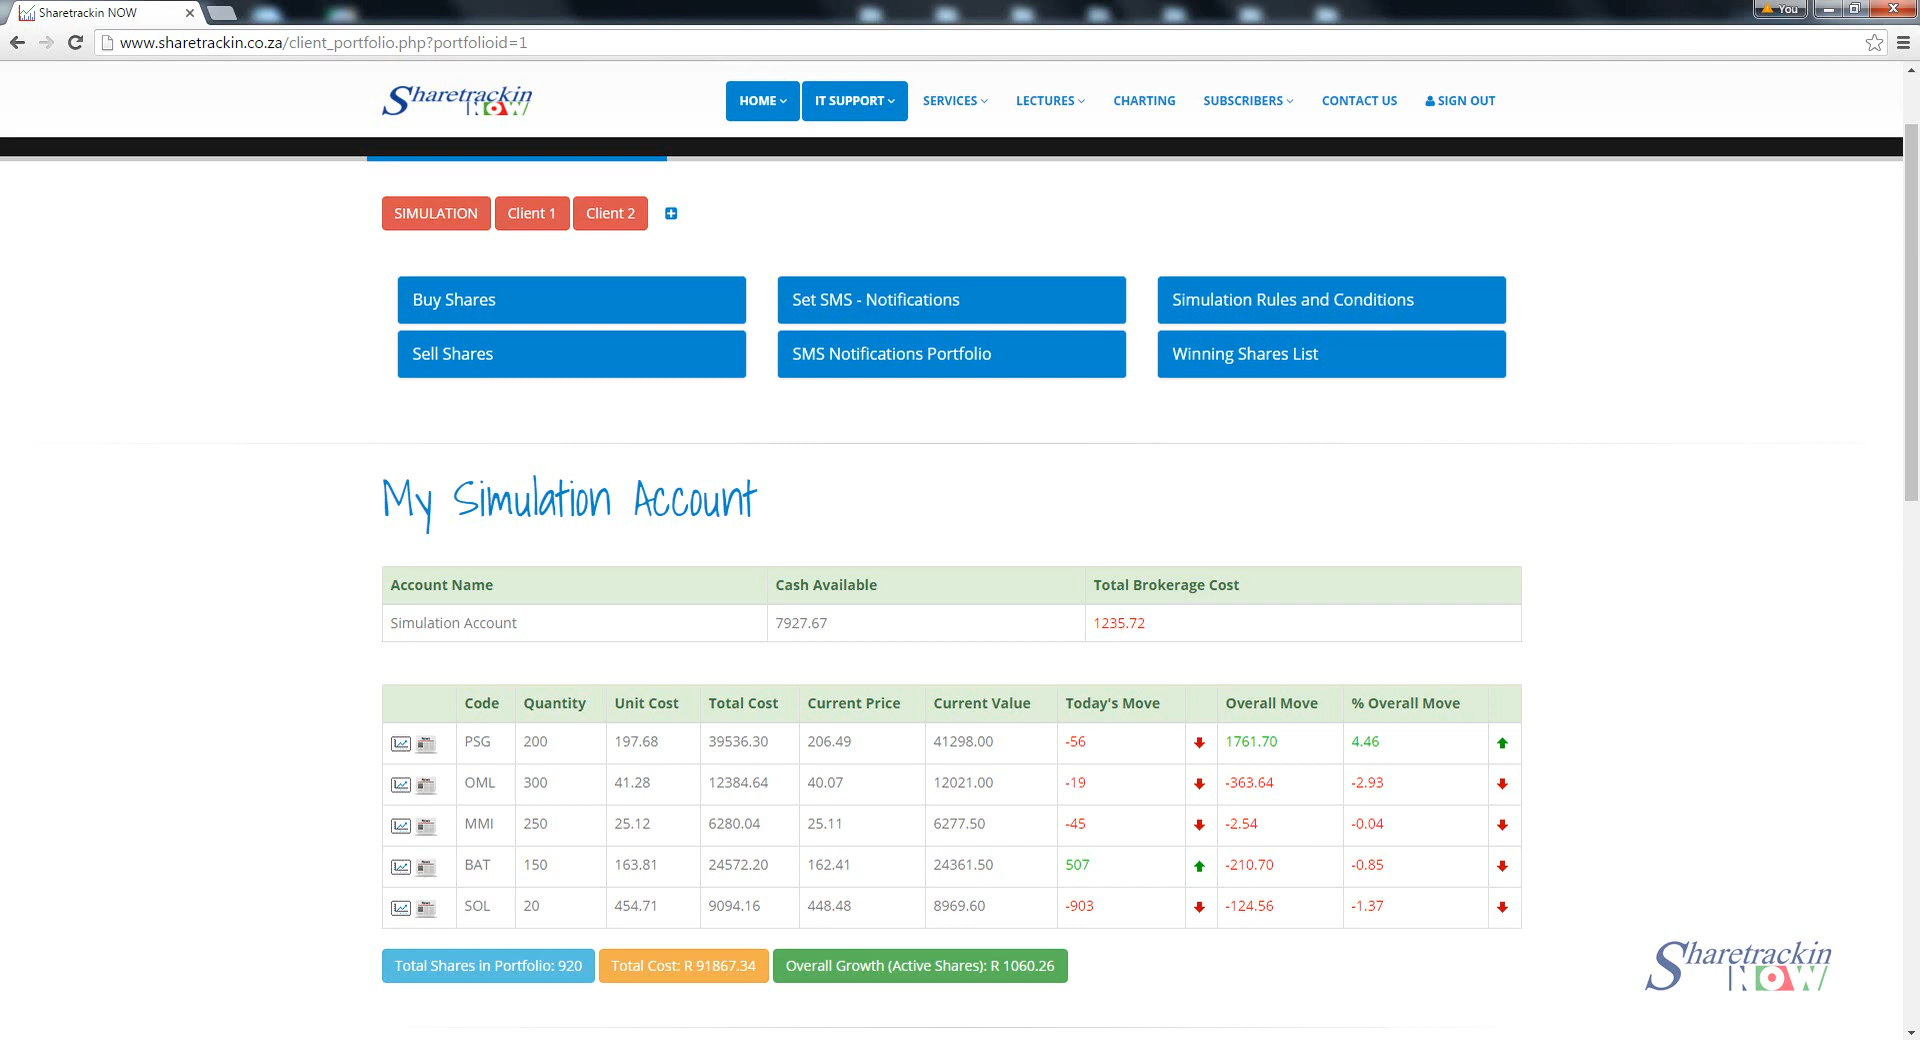 Sharetrackin NOW
You
www.sharetrackin.co.za/client_portfolio.php?portfolioid=1
Sharetrackin NOW
HOME IT SUPPORT SERVICES LECTURES CHARTING SUBSCRIBERS CONTACT US SIGN OUT
SIMULATION Client 1 Client 2
Buy Shares Set SMS - Notifications Simulation Rules and Conditions
Sell Shares SMS Notifications Portfolio Winning Shares List
My Simulation Account
Account Name Cash Available Total Brokerage Cost
Simulation Account 7927.67 1235.72
Code Quantity Unit Cost Total Cost Current Price Current Value Today's Move Overall Move % Overall Move
PSG 200 197.68 39536.30 206.49 41298.00 -56 1761.70 4.46
OML 300 41.28 12384.64 40.07 12021.00 -19 -363.64 -2.93
MMI 250 25.12 6280.04 25.11 6277.50 -45 -2.54 -0.04
BAT 150 163.81 24572.20 162.41 24361.50 507 -210.70 -0.85
SOL 20 454.71 9094.16 448.48 8969.60 -903 -124.56 -1.37
Total Shares in Portfolio: 920 Total Cost: R 91867.34 Overall Growth (Active Shares): R 1060.26
Sharetrackin
NOW